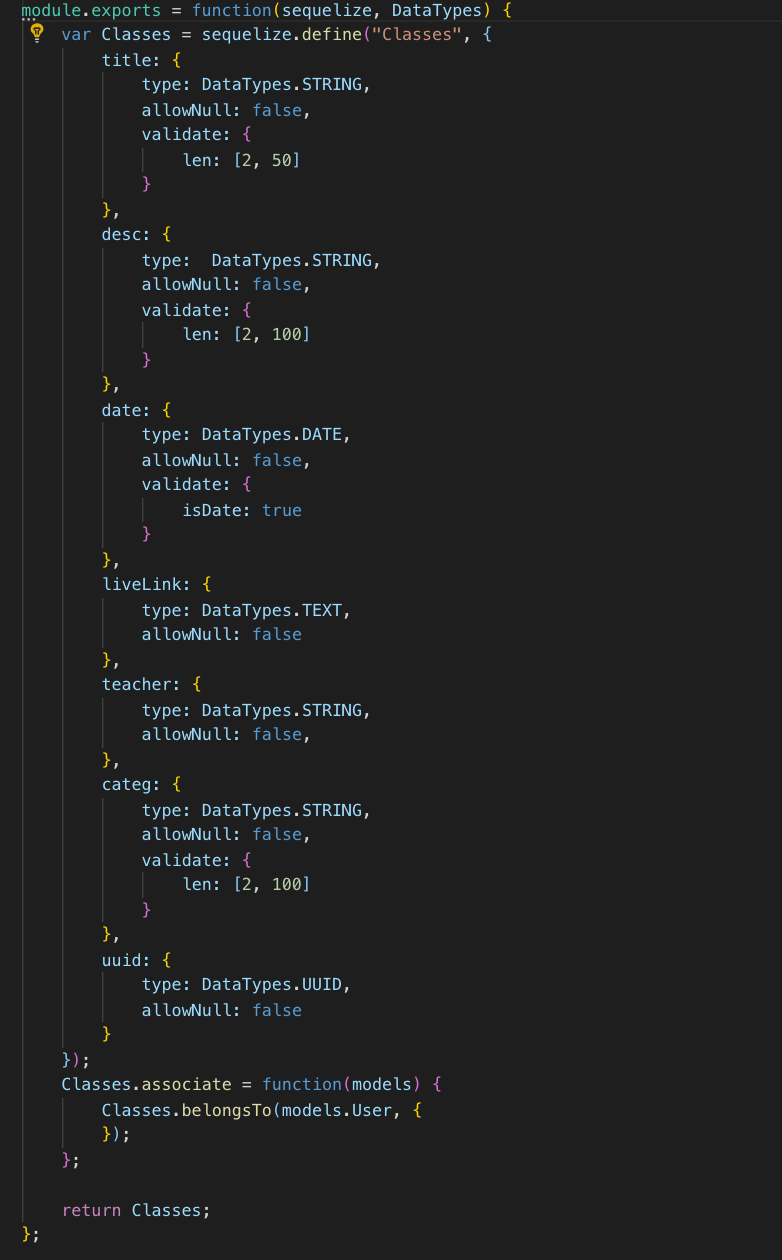 module.exports = function(sequelize, DataTypes) {
    var Classes = sequelize.define("Classes", {
        title: {
            type: DataTypes.STRING,
            allowNull: false,
            validate: {
                len: [2, 50]
            }
        },
        desc: {
            type:  DataTypes.STRING,
            allowNull: false,
            validate: {
                len: [2, 100]
            }
        },
        date: {
            type: DataTypes.DATE,
            allowNull: false,
            validate: {
                isDate: true
            }
        },
        liveLink: {
            type: DataTypes.TEXT,
            allowNull: false
        },
        teacher: {
            type: DataTypes.STRING,
            allowNull: false,
        },
        categ: {
            type: DataTypes.STRING,
            allowNull: false,
            validate: {
                len: [2, 100]
            }
        },
        uuid: {
            type: DataTypes.UUID,
            allowNull: false
        }
    });
    Classes.associate = function(models) {
        Classes.belongsTo(models.User, {
        });
    };

    return Classes;
};